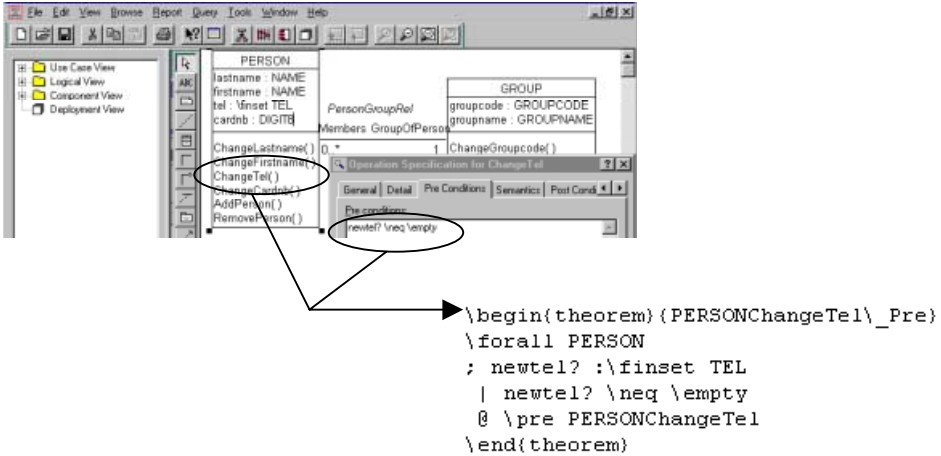 File Edit View Browse Report Query Tools Window Help
Use Case View
Logical View
Component View
Deployment View
ABC
PERSON
lastname : NAME
firstname : NAME
tel : \finset TEL
cardnb : DIGIT8
ChangeLastname( )
ChangeFirstname( )
ChangeTel( )
ChangeCardnb( )
AddPerson( )
RemovePerson( )
PersonGroupRel
Members GroupOfPerson
0..* 1
GROUP
groupcode : GROUPCODE
groupname : GROUPNAME
ChangeGroupcode( )
Operation Specification for ChangeTel
General Detail Pre Conditions Semantics Post Condi
Pre conditions:
newtel? \neq \empty
\begin{theorem}{PERSONChangeTel\_Pre}
\forall PERSON
; newtel? :\finset TEL
| newtel? \neq \empty
@ \pre PERSONChangeTel
\end{theorem}